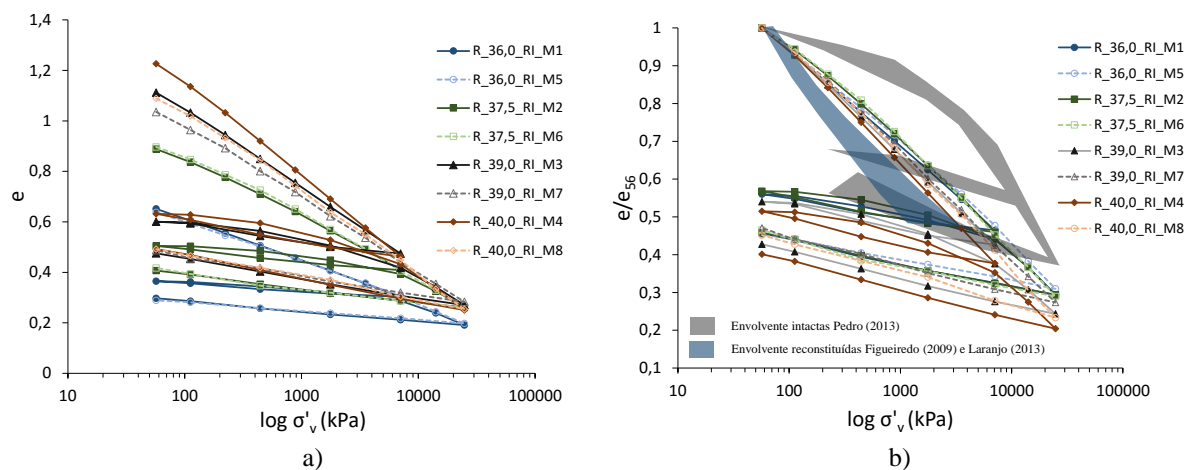 1,4
1,2
1
0,8
0,6
0,4
0,2
0
e
10
100
1000
10000
100000
log σ'v (kPa)
R_36,0_RI_M1
R_36,0_RI_M5
R_37,5_RI_M2
R_37,5_RI_M6
R_39,0_RI_M3
R_39,0_RI_M7
R_40,0_RI_M4
R_40,0_RI_M8
a)
1
0,9
0,8
0,7
0,6
0,5
0,4
0,3
0,2
0,1
e/e56
10
100
1000
10000
100000
log σ'v (kPa)
R_36,0_RI_M1
R_36,0_RI_M5
R_37,5_RI_M2
R_37,5_RI_M6
R_39,0_RI_M3
R_39,0_RI_M7
R_40,0_RI_M4
R_40,0_RI_M8
Envolvente intactas Pedro (2013)
Envolvente reconstituídas Figueiredo (2009) e Laranjo (2013)
b)